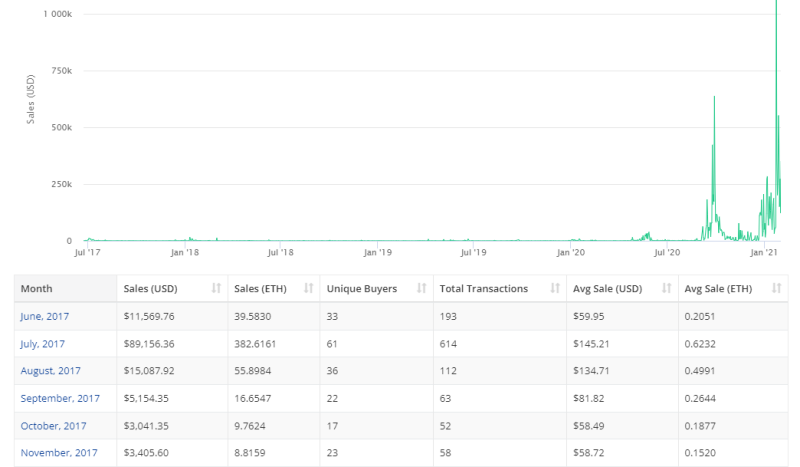 1 000k
750k
500k
250k
0
Sales (USD)
Jul '17
Jan '18
Jul '18
Jan '19
Jul '19
Jan '20
Jul '20
Jan '21
Month Sales (USD) Sales (ETH) Unique Buyers Total Transactions Avg Sale (USD) Avg Sale (ETH)
June, 2017 $11,569.76 39.5830 33 193 $59.95 0.2051
July, 2017 $89,156.36 382.6161 61 614 $145.21 0.6232
August, 2017 $15,087.92 55.8984 36 112 $134.71 0.4991
September, 2017 $5,154.35 16.6547 22 63 $81.82 0.2644
October, 2017 $3,041.35 9.7624 17 52 $58.49 0.1877
November, 2017 $3,405.60 8.8159 23 58 $58.72 0.1520